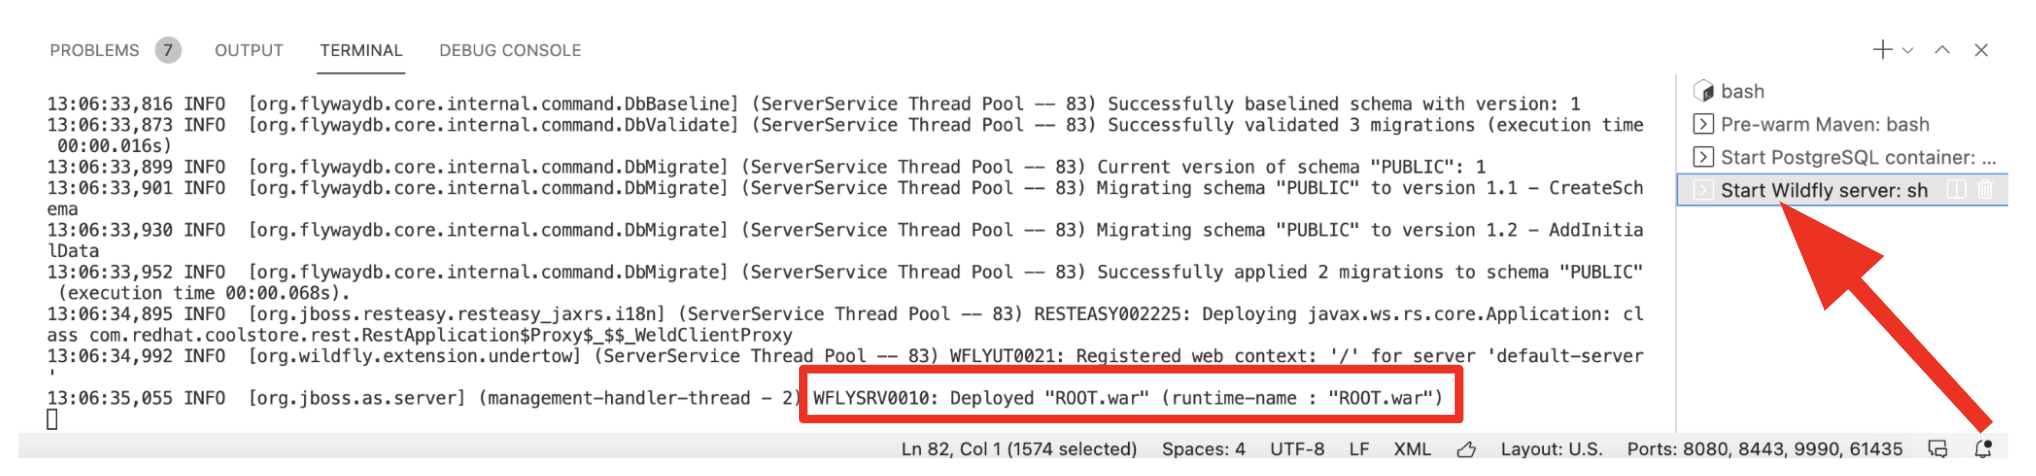 PROBLEMS 7 OUTPUT TERMINAL DEBUG CONSOLE
13:06:33,816 INFO  [org.flywaydb.core.internal.command.DbBaseline] (ServerService Thread Pool -- 83) Successfully baselined schema with version: 1
13:06:33,873 INFO  [org.flywaydb.core.internal.command.DbValidate] (ServerService Thread Pool -- 83) Successfully validated 3 migrations (execution time
00:00.016s)
13:06:33,899 INFO  [org.flywaydb.core.internal.command.DbMigrate] (ServerService Thread Pool -- 83) Current version of schema "PUBLIC": 1
13:06:33,901 INFO  [org.flywaydb.core.internal.command.DbMigrate] (ServerService Thread Pool -- 83) Migrating schema "PUBLIC" to version 1.1 - CreateSch
ema
13:06:33,930 INFO  [org.flywaydb.core.internal.command.DbMigrate] (ServerService Thread Pool -- 83) Migrating schema "PUBLIC" to version 1.2 - AddInitia
lData
13:06:33,952 INFO  [org.flywaydb.core.internal.command.DbMigrate] (ServerService Thread Pool -- 83) Successfully applied 2 migrations to schema "PUBLIC"
(execution time 00:00.068s).
13:06:34,895 INFO  [org.jboss.resteasy.resteasy_jaxrs.i18n] (ServerService Thread Pool -- 83) RESTEASY002225: Deploying javax.ws.rs.core.Application: cl
ass com.redhat.coolstore.rest.RestApplication$Proxy$_$$_WeldClientProxy
13:06:34,992 INFO  [org.wildfly.extension.undertow] (ServerService Thread Pool -- 83) WFLYUT0021: Registered web context: '/' for server 'default-server
'
13:06:35,055 INFO  [org.jboss.as.server] (management-handler-thread - 2) WFLYSRV0010: Deployed "ROOT.war" (runtime-name : "ROOT.war")
bash
Pre-warm Maven: bash
Start PostgreSQL container: ...
Start Wildfly server: sh
Ln 82, Col 1 (1574 selected) Spaces: 4 UTF-8 LF XML Layout: U.S. Ports: 8080, 8443, 9990, 61435